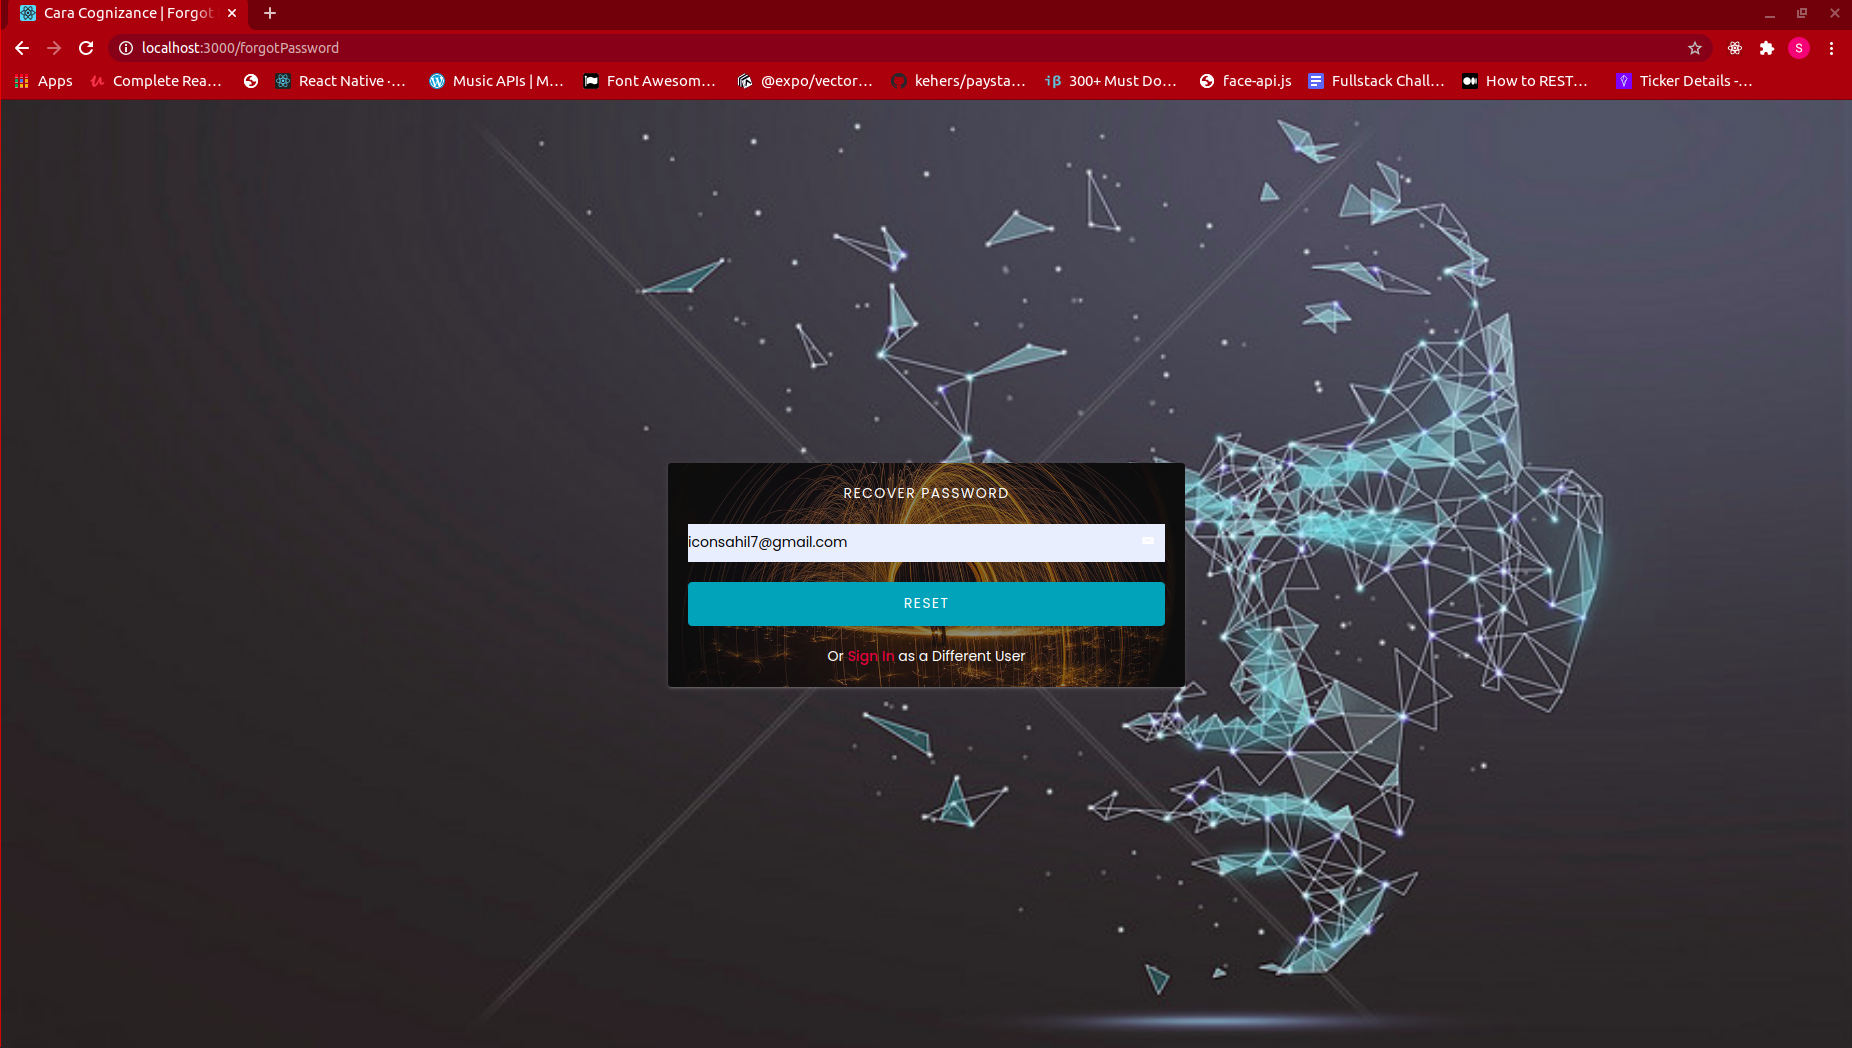 Cara Cognizance | Forgot
localhost:3000/forgotPassword
S
Apps
Complete Rea...
React Native -...
Music APIs | M...
Font Awesom...
@expo/vector...
kehers/paysta...
iβ 300+ Must Do...
face-api.js
Fullstack Chall...
How to REST...
Ticker Details -...
RECOVER PASSWORD
iconsahil7@gmail.com
RESET
Or Sign In as a Different User